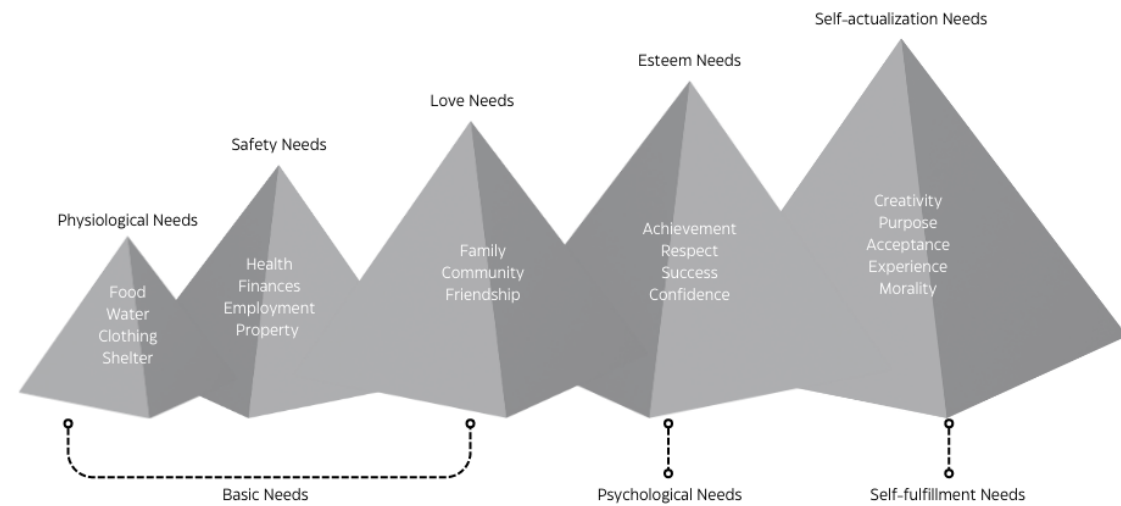 Self-actualization Needs
Esteem Needs
Love Needs
Safety Needs
Physiological Needs
Food
Water
Clothing
Shelter
Health
Finances
Employment
Property
Family
Community
Friendship
Achievement
Respect
Success
Confidence
Creativity
Purpose
Acceptance
Experience
Morality
Basic Needs
Psychological Needs
Self-fulfillment Needs